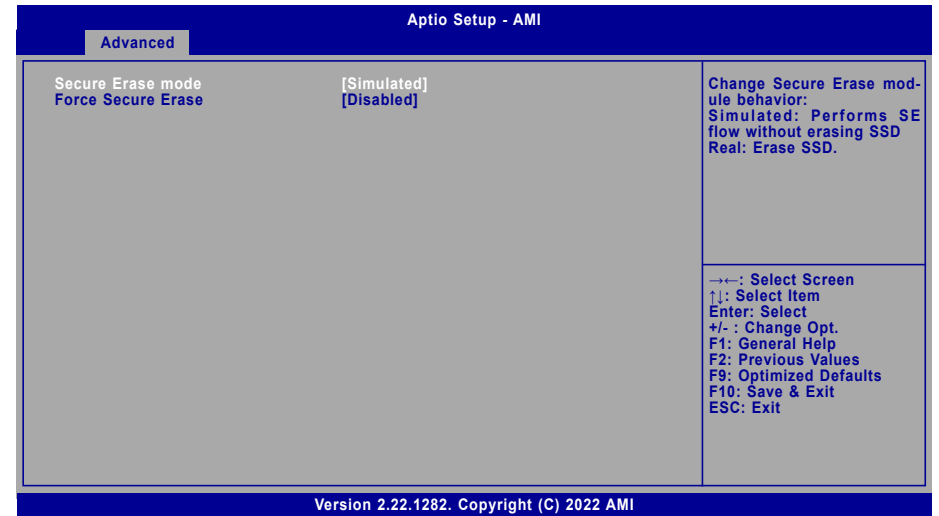 Aptio Setup - AMI
Advanced
Secure Erase mode [Simulated]
Force Secure Erase [Disabled]
Change Secure Erase mod-
ule behavior:
Simulated: Performs SE
flow without erasing SSD
Real: Erase SSD.
→←: Select Screen
↑↓: Select Item
Enter: Select
+/- : Change Opt.
F1: General Help
F2: Previous Values
F9: Optimized Defaults
F10: Save & Exit
ESC: Exit
Version 2.22.1282. Copyright (C) 2022 AMI